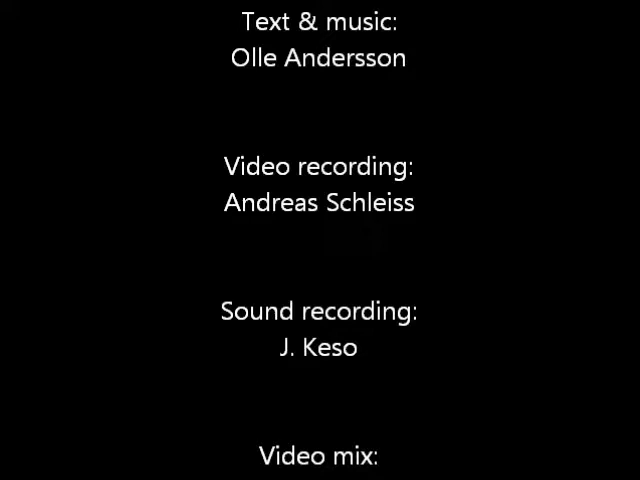 Text & music:
Olle Andersson
Video recording:
Andreas Schleiss
Sound recording:
J. Keso
Video mix: